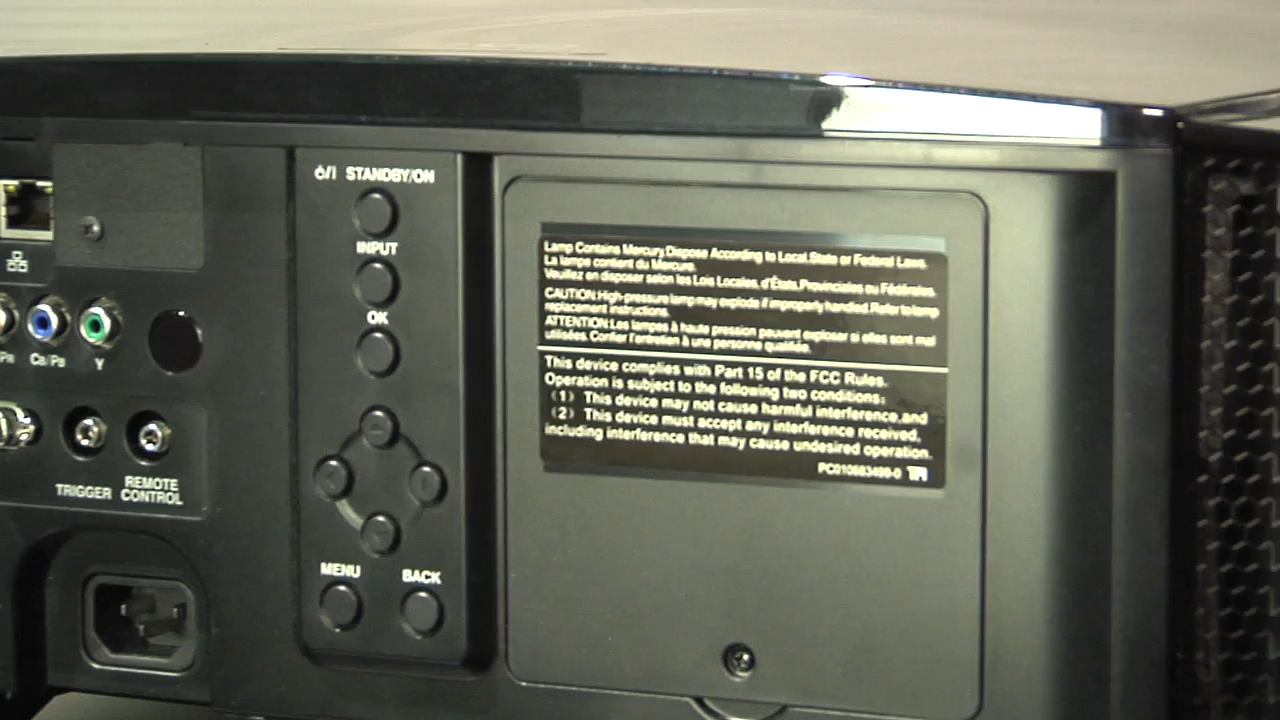 ⏻/I STANDBY/ON
INPUT
OK
MENU
BACK
CB/PB
Y
TRIGGER
REMOTE
CONTROL
Lamp Contains Mercury,Dispose According to Local,State or Federal Laws.
La lampe contient du Mercure.
Veuillez en disposer selon les Lois Locales, d'États,Provinciales ou Fédérales.
CAUTION:High-pressure lamp may explode if improperly handled.Refer to lamp
replacement instructions.
ATTENTION:Les lampes à haute pression peuvent exploser si elles sont mal
utilisées. Confier l'entretien à une personne qualifiée.
This device complies with Part 15 of the FCC Rules.
Operation is subject to the following two conditions:
(1) This device may not cause harmful interference,and
(2) This device must accept any interference received,
including interference that may cause undesired operation.
PC010683499-0